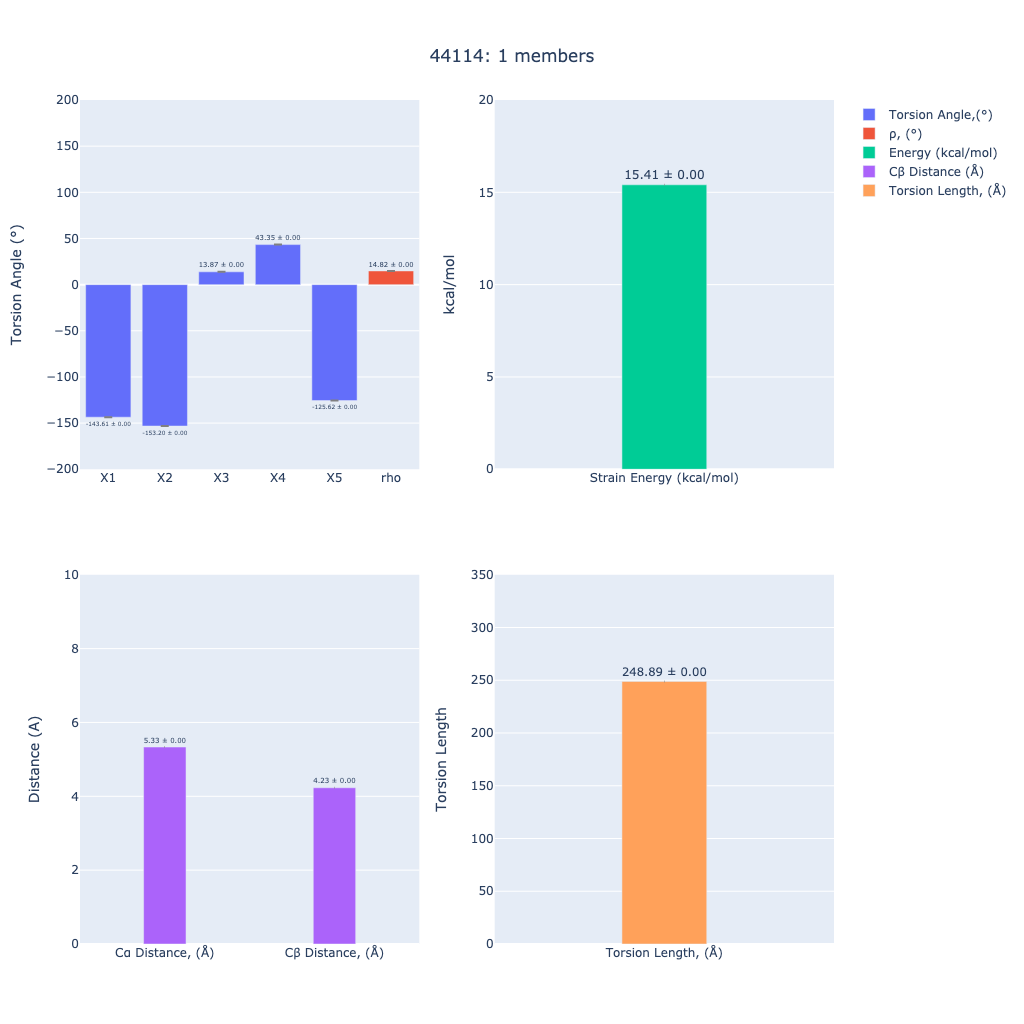 44114: 1 members
Torsion Angle (°)
200
150
100
50
0
−50
−100
−150
−200
-143.61 ± 0.00
-153.20 ± 0.00
13.87 ± 0.00
43.35 ± 0.00
-125.62 ± 0.00
14.82 ± 0.00
X1 X2 X3 X4 X5 rho
kcal/mol
20
15
10
5
0
15.41 ± 0.00
Strain Energy (kcal/mol)
Torsion Angle,(°)
ρ, (°)
Energy (kcal/mol)
Cβ Distance (Å)
Torsion Length, (Å)
Distance (A)
10
8
6
4
2
0
5.33 ± 0.00
4.23 ± 0.00
Cα Distance, (Å) Cβ Distance, (Å)
Torsion Length
350
300
250
200
150
100
50
0
248.89 ± 0.00
Torsion Length, (Å)